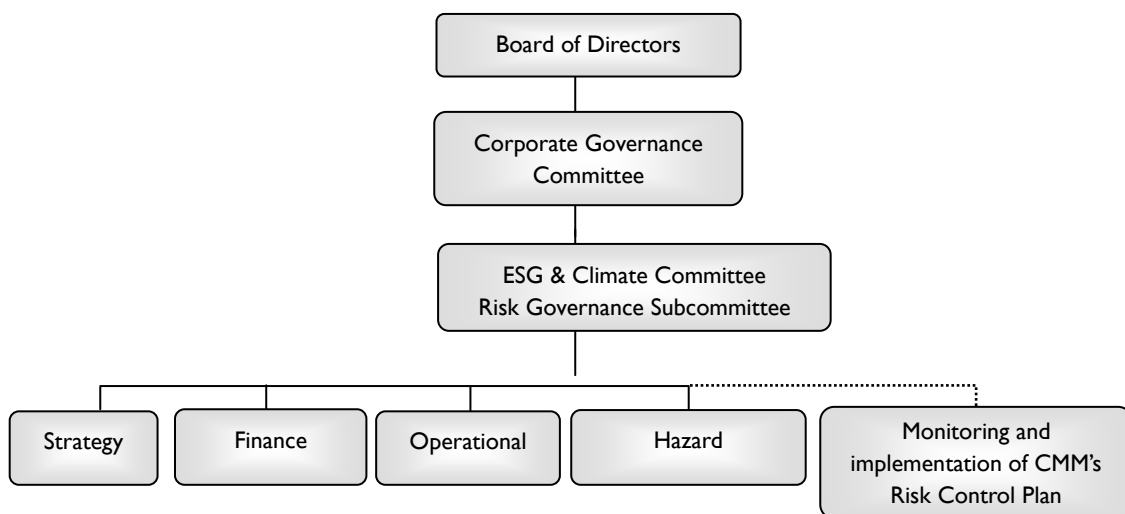 Board of Directors
Corporate Governance
Committee
ESG & Climate Committee
Risk Governance Subcommittee
Strategy
Finance
Operational
Hazard
Monitoring and
implementation of CMM’s
Risk Control Plan